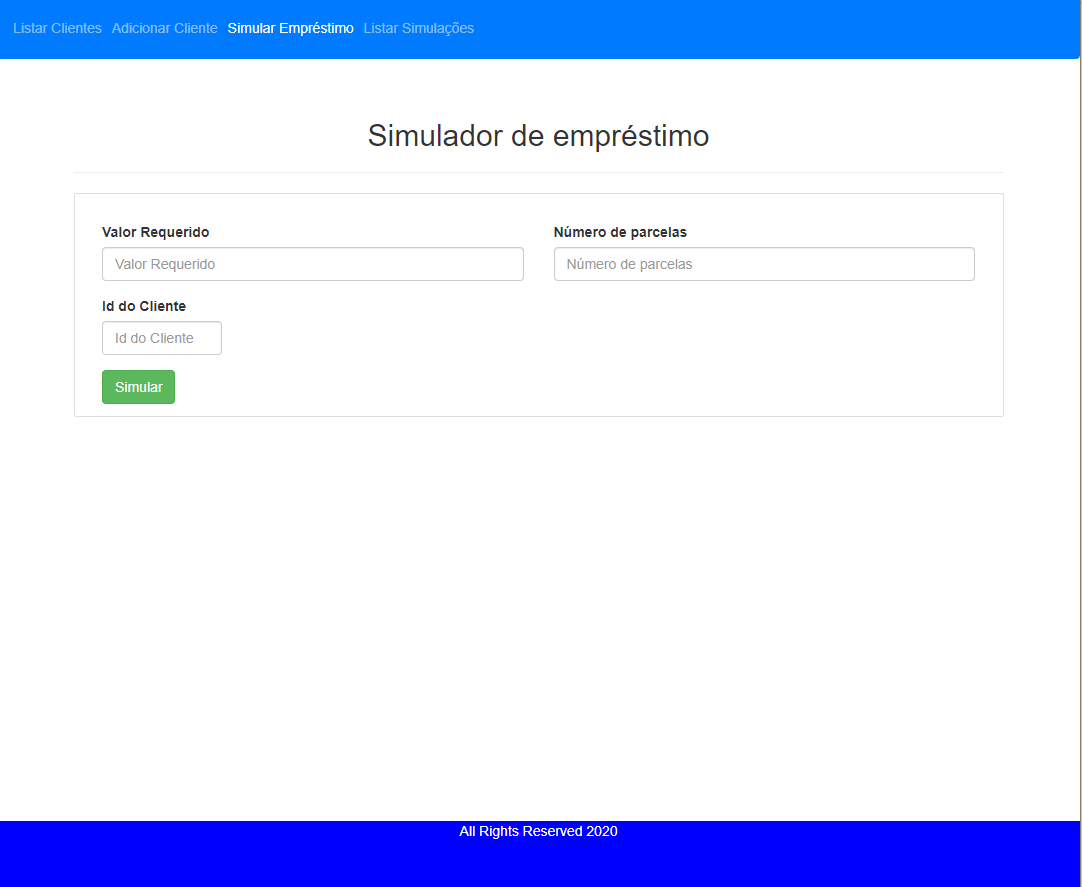 Listar Clientes Adicionar Cliente Simular Empréstimo Listar Simulações
Simulador de empréstimo
Valor Requerido Número de parcelas
Valor Requerido Número de parcelas
Id do Cliente
Id do Cliente
Simular
All Rights Reserved 2020